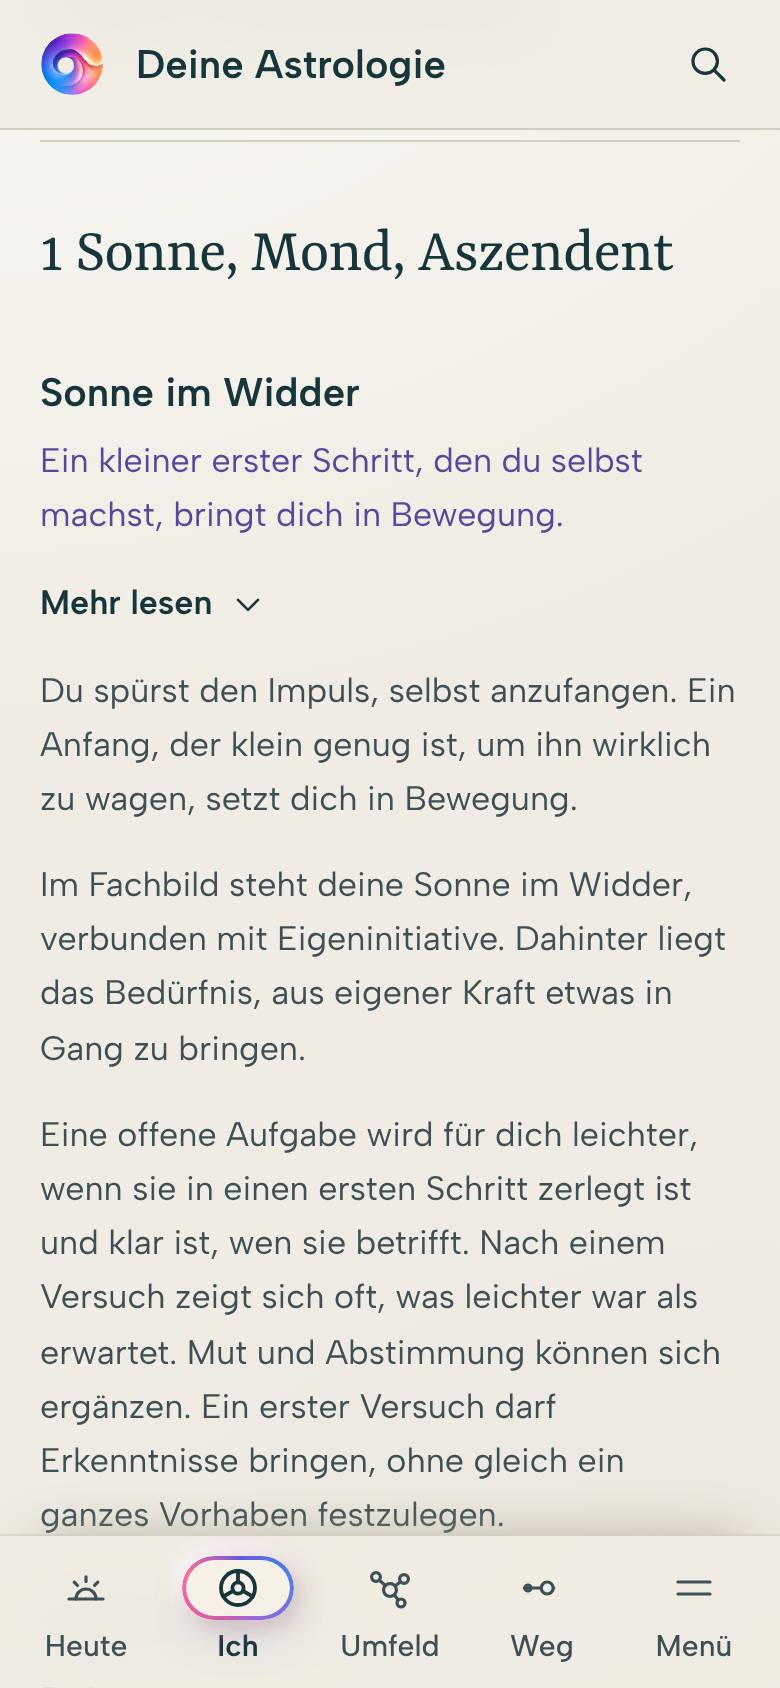 Deine Astrologie
1 Sonne, Mond, Aszendent
Sonne im Widder
Ein kleiner erster Schritt, den du selbst
machst, bringt dich in Bewegung.
Mehr lesen
Du spürst den Impuls, selbst anzufangen. Ein
Anfang, der klein genug ist, um ihn wirklich
zu wagen, setzt dich in Bewegung.
Im Fachbild steht deine Sonne im Widder,
verbunden mit Eigeninitiative. Dahinter liegt
das Bedürfnis, aus eigener Kraft etwas in
Gang zu bringen.
Eine offene Aufgabe wird für dich leichter,
wenn sie in einen ersten Schritt zerlegt ist
und klar ist, wen sie betrifft. Nach einem
Versuch zeigt sich oft, was leichter war als
erwartet. Mut und Abstimmung können sich
ergänzen. Ein erster Versuch darf
Erkenntnisse bringen, ohne gleich ein
ganzes Vorhaben festzulegen.
Heute Ich Umfeld Weg Menü